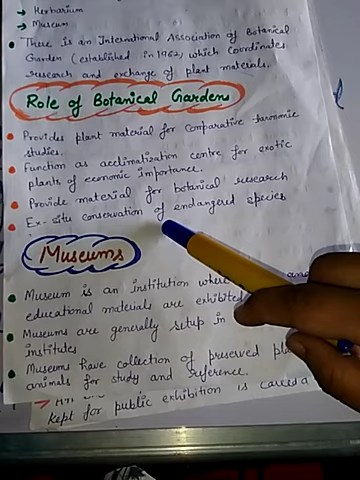 → Herbarium
→ Museum
• There is an International Association of Botanical
Garden (established in 1962) which coordinates
research and exchange of plant materials.
Role of Botanical Gardens
• Provides plant material for comparative taxonomic
studies.
• Function as acclimatization centre for exotic
plants of economic importance.
• Provide material for botanical research
• Ex-situ conservation of endangerd species
Museums
• Museum is an institution where
educational materials are exhibited
• Museums are generally setup in
institutes
• Museums have collection of preseved
animals for study and reference.
kept for public exhibition is called a